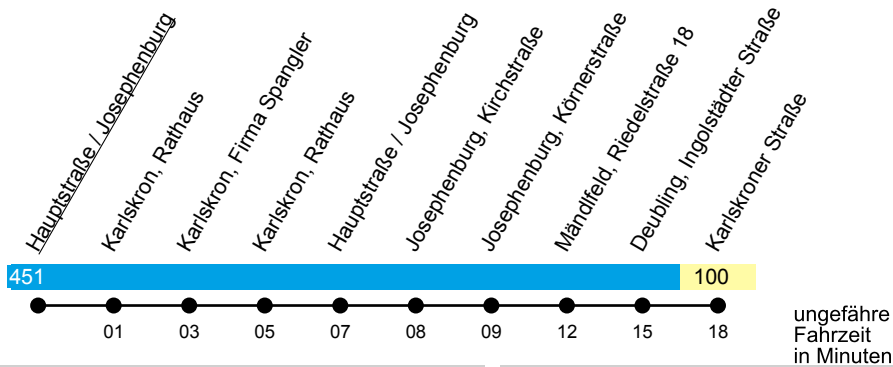 Hauptstraße / Josephenburg
Karlskron, Rathaus
Karlskron, Firma Spangler
Karlskron, Rathaus
Hauptstraße / Josephenburg
Josephenburg, Kirchstraße
Josephenburg, Körnerstraße
Mändlfeld, Riedelstraße 18
Deubling, Ingolstädter Straße
Karlskroner Straße
451 100
01 03 05 07 08 09 12 15 18
ungefähre
Fahrzeit
in Minuten